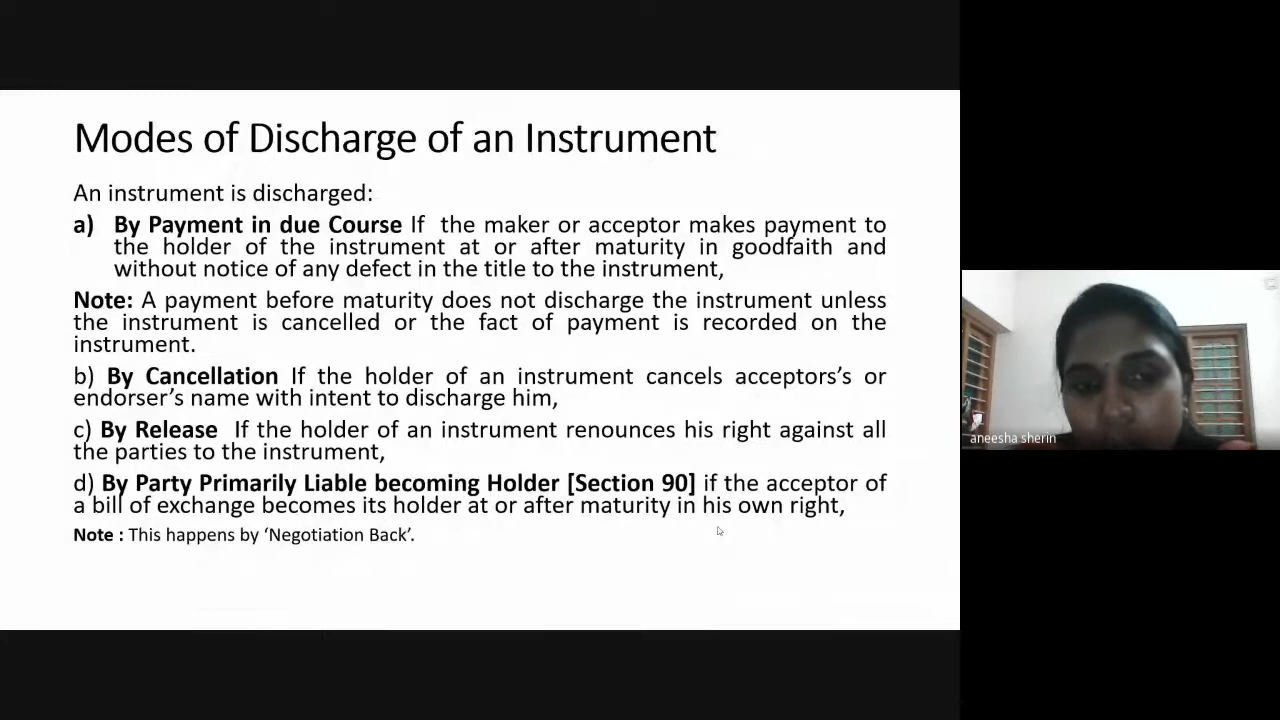 Modes of Discharge of an Instrument
An instrument is discharged:
a) By Payment in due Course If the maker or acceptor makes payment to
the holder of the instrument at or after maturity in goodfaith and
without notice of any defect in the title to the instrument,
Note: A payment before maturity does not discharge the instrument unless
the instrument is cancelled or the fact of payment is recorded on the
instrument.
b) By Cancellation If the holder of an instrument cancels acceptors's or
endorser's name with intent to discharge him,
c) By Release If the holder of an instrument renounces his right against all
the parties to the instrument,
d) By Party Primarily Liable becoming Holder [Section 90] if the acceptor of
a bill of exchange becomes its holder at or after maturity in his own right,
Note : This happens by ‘Negotiation Back’.
aneesha sherin